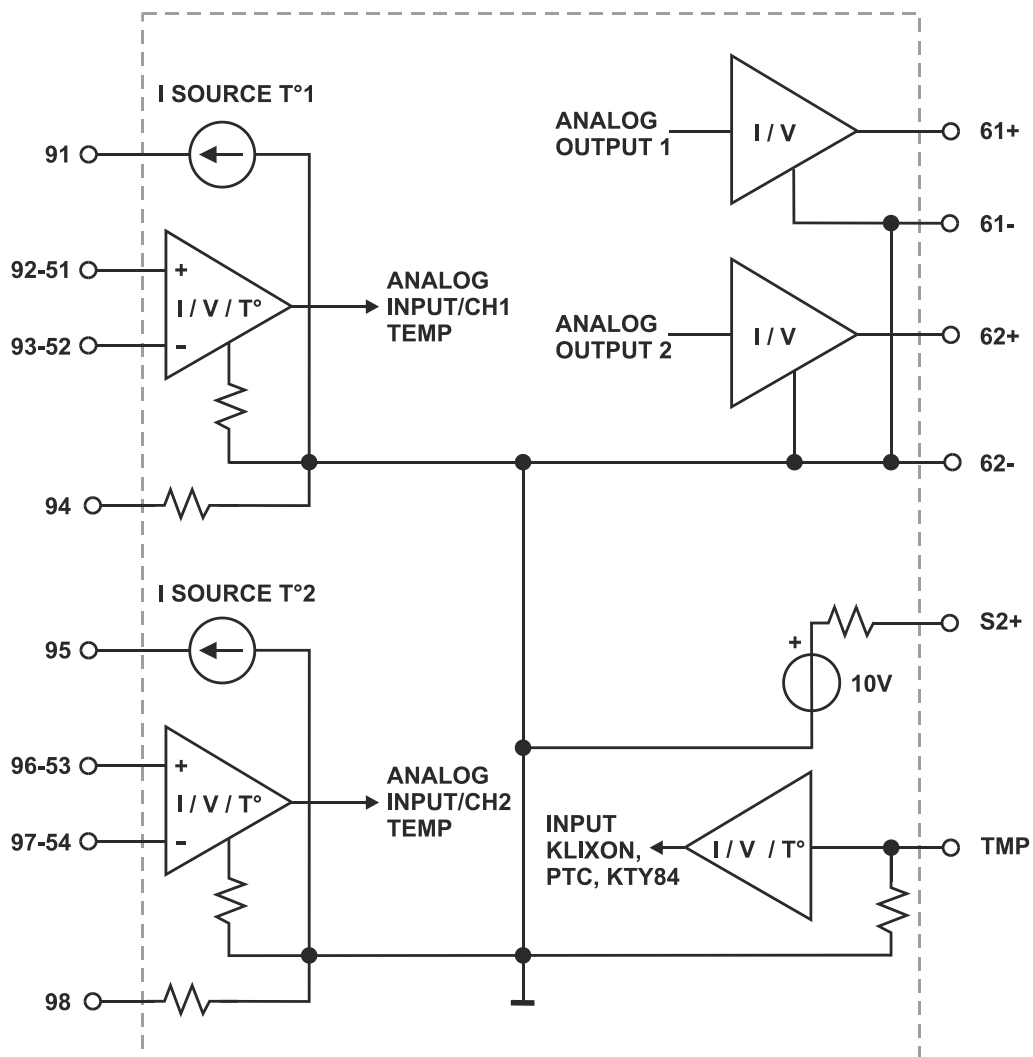 I SOURCE T°1
91
92-51
+
I / V / T°
93-52
-
ANALOG
INPUT/CH1
TEMP
94
ANALOG
OUTPUT 1
I / V
61+
61-
ANALOG
OUTPUT 2
I / V
62+
62-
I SOURCE T°2
95
96-53
+
I / V / T°
97-54
-
ANALOG
INPUT/CH2
TEMP
98
S2+
+
10V
INPUT
KLIXON,
PTC, KTY84
I / V / T°
TMP